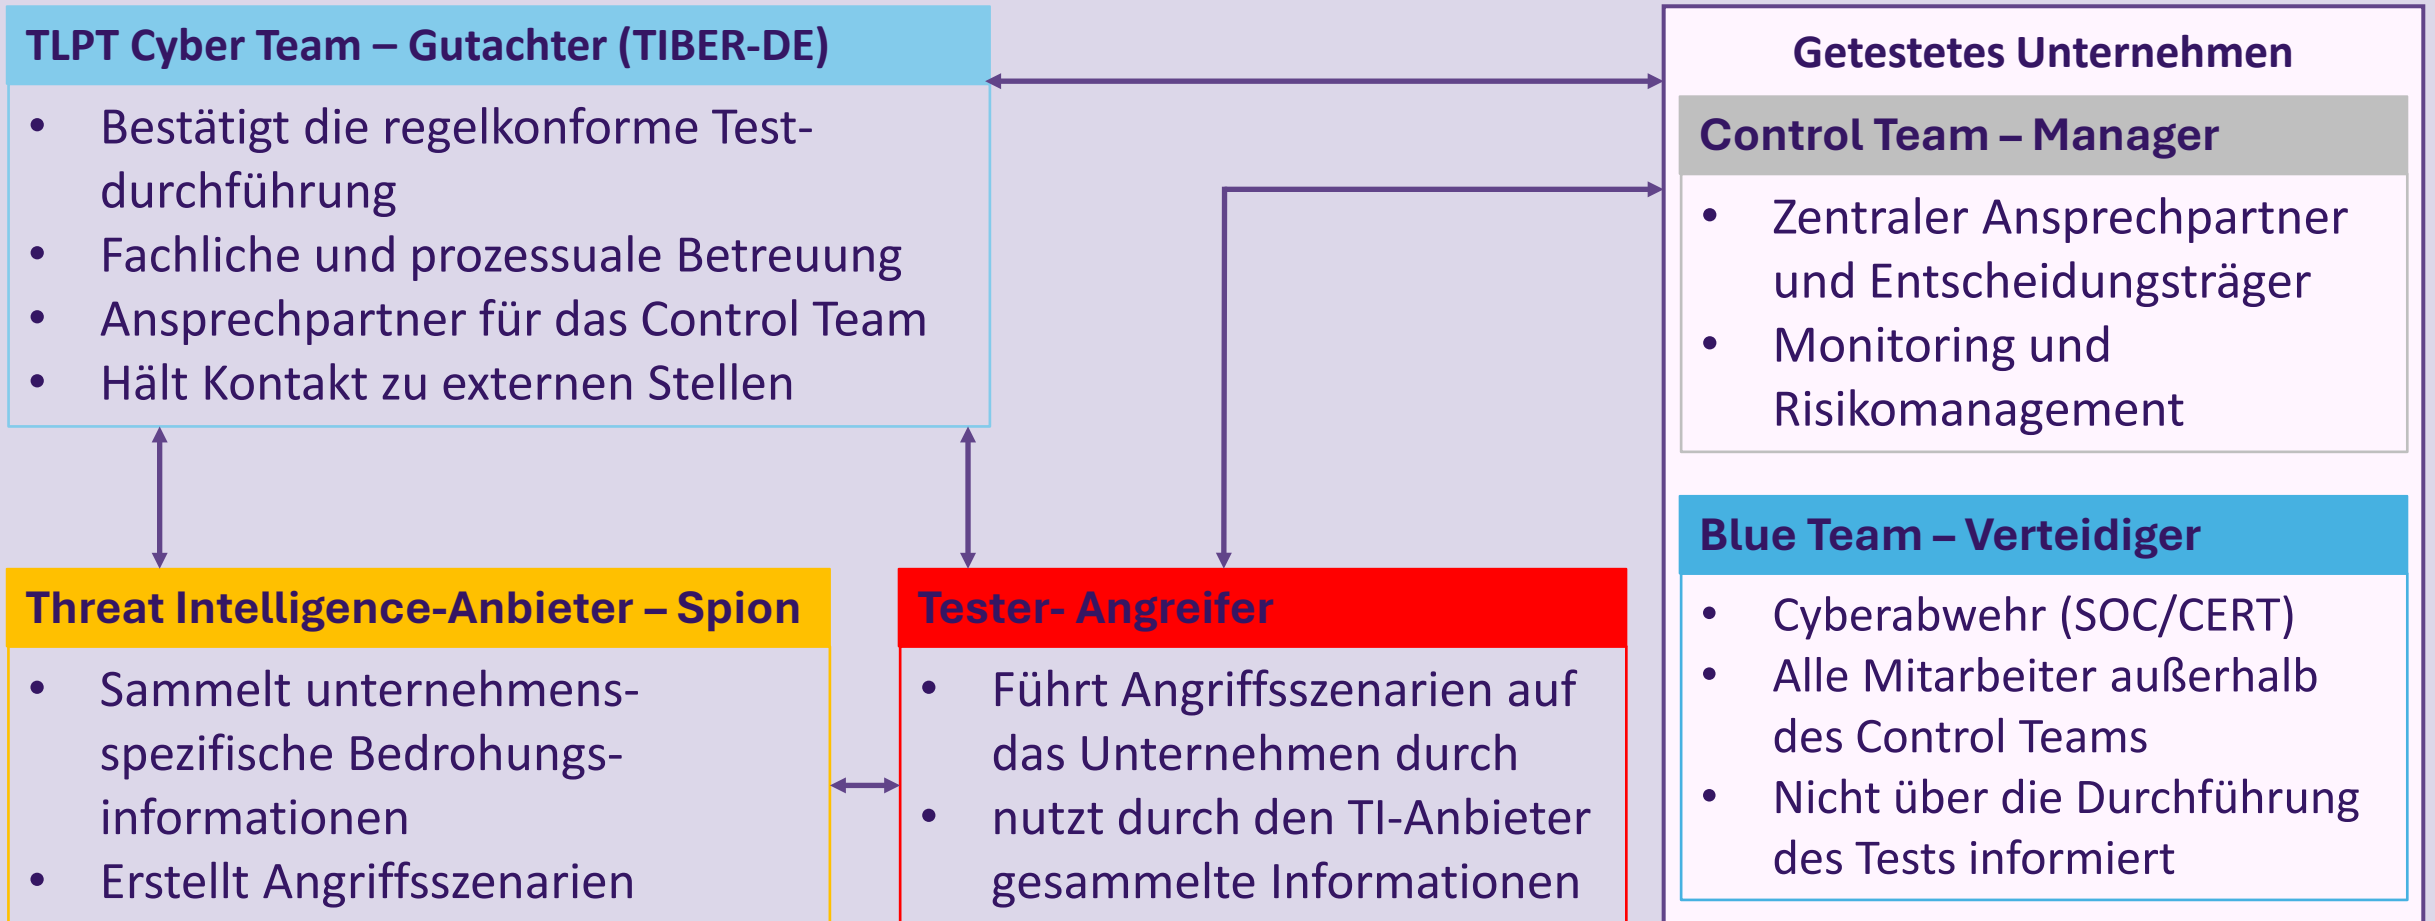 TLPT Cyber Team – Gutachter (TIBER-DE)
• Bestätigt die regelkonforme Test-
durchführung
• Fachliche und prozessuale Betreuung
• Ansprechpartner für das Control Team
• Hält Kontakt zu externen Stellen
Threat Intelligence-Anbieter – Spion
• Sammelt unternehmens-
spezifische Bedrohungs-
informationen
• Erstellt Angriffsszenarien
Tester- Angreifer
• Führt Angriffsszenarien auf
das Unternehmen durch
• nutzt durch den TI-Anbieter
gesammelte Informationen
Getestetes Unternehmen
Control Team – Manager
• Zentraler Ansprechpartner
und Entscheidungsträger
• Monitoring und
Risikomanagement
Blue Team – Verteidiger
• Cyberabwehr (SOC/CERT)
• Alle Mitarbeiter außerhalb
des Control Teams
• Nicht über die Durchführung
des Tests informiert